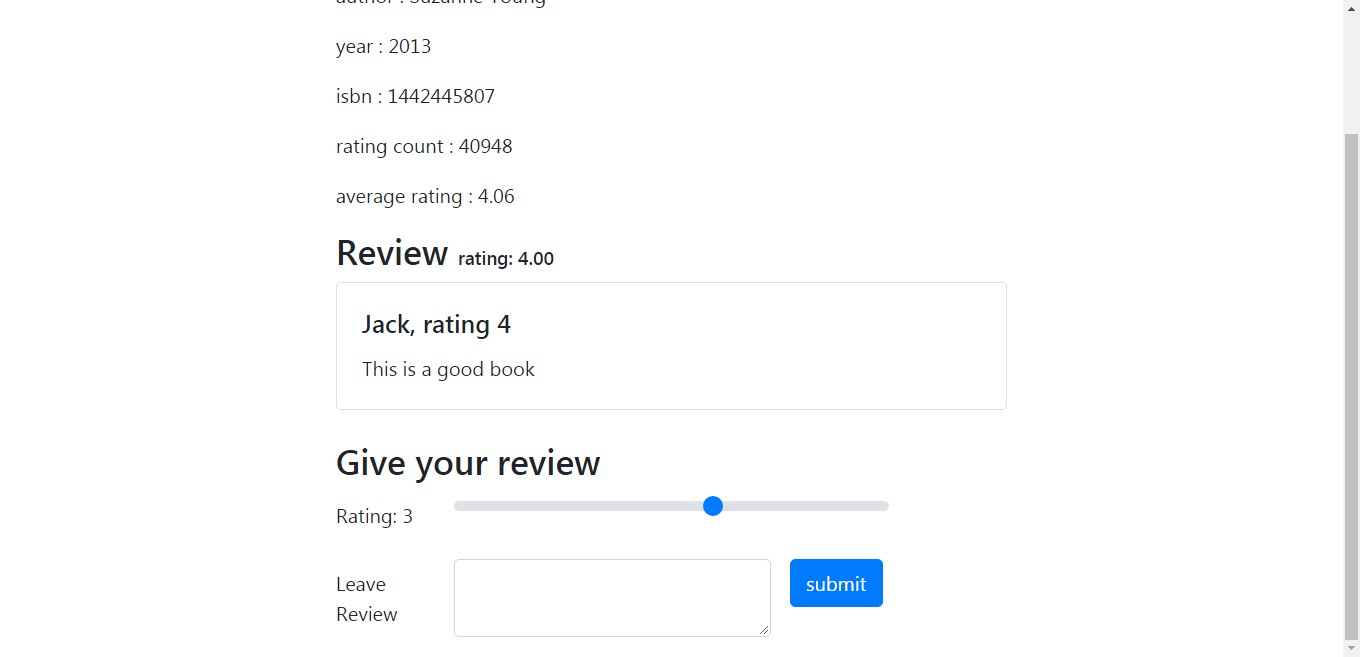 author : Suzanne Young
year : 2013
isbn : 1442445807
rating count : 40948
average rating : 4.06
Review rating: 4.00
Jack, rating 4
This is a good book
Give your review
Rating: 3
Leave
Review
submit